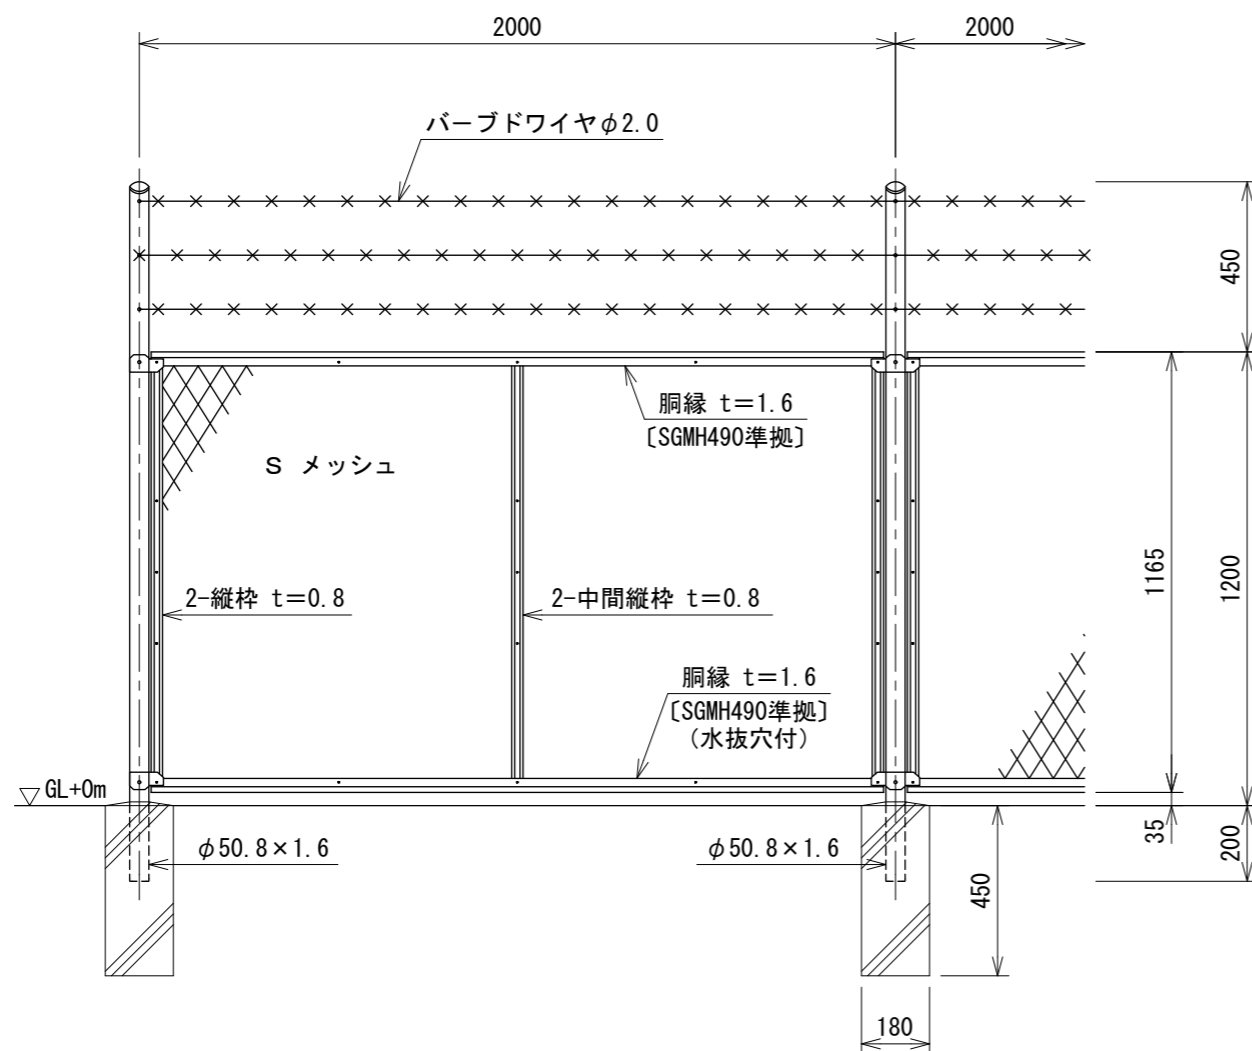 2000
2000
バーブドワイヤφ2.0
450
胴縁 t=1.6
〔SGMH490準拠〕
S メッシュ
1165
1200
2-縦枠 t=0.8
2-中間縦枠 t=0.8
胴縁 t=1.6
〔SGMH490準拠〕
（水抜穴付）
GL+0m
φ50.8×1.6
φ50.8×1.6
35
200
450
180